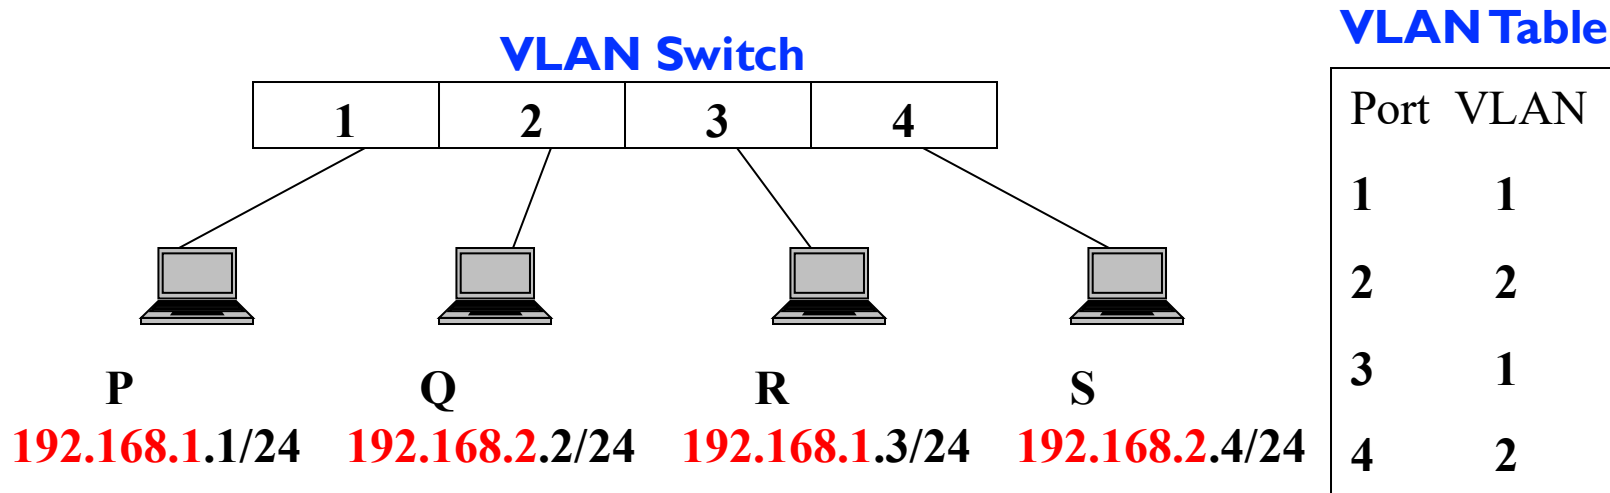 VLAN Switch
1 2 3 4
P Q R S
192.168.1.1/24 192.168.2.2/24 192.168.1.3/24 192.168.2.4/24
VLAN Table
Port VLAN
1 1
2 2
3 1
4 2